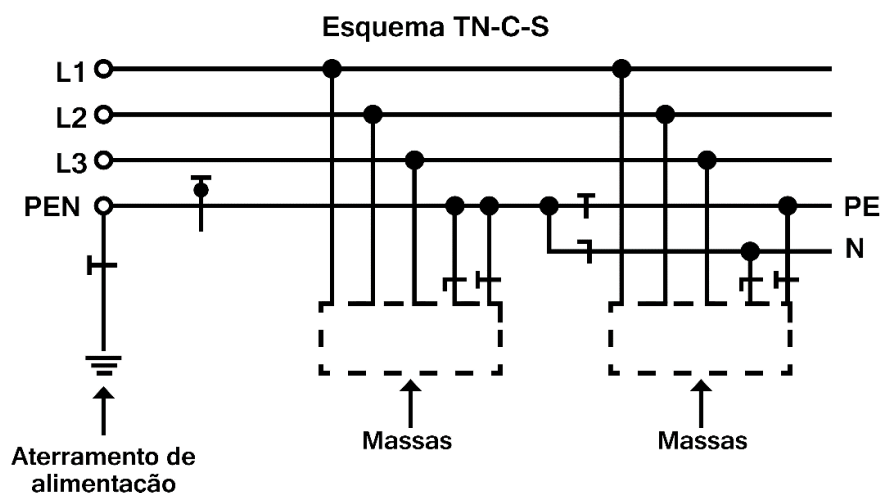 Esquema TN-C-S
L1
L2
L3
PEN
PE
N
Massas
Massas
Aterramento de
alimentação